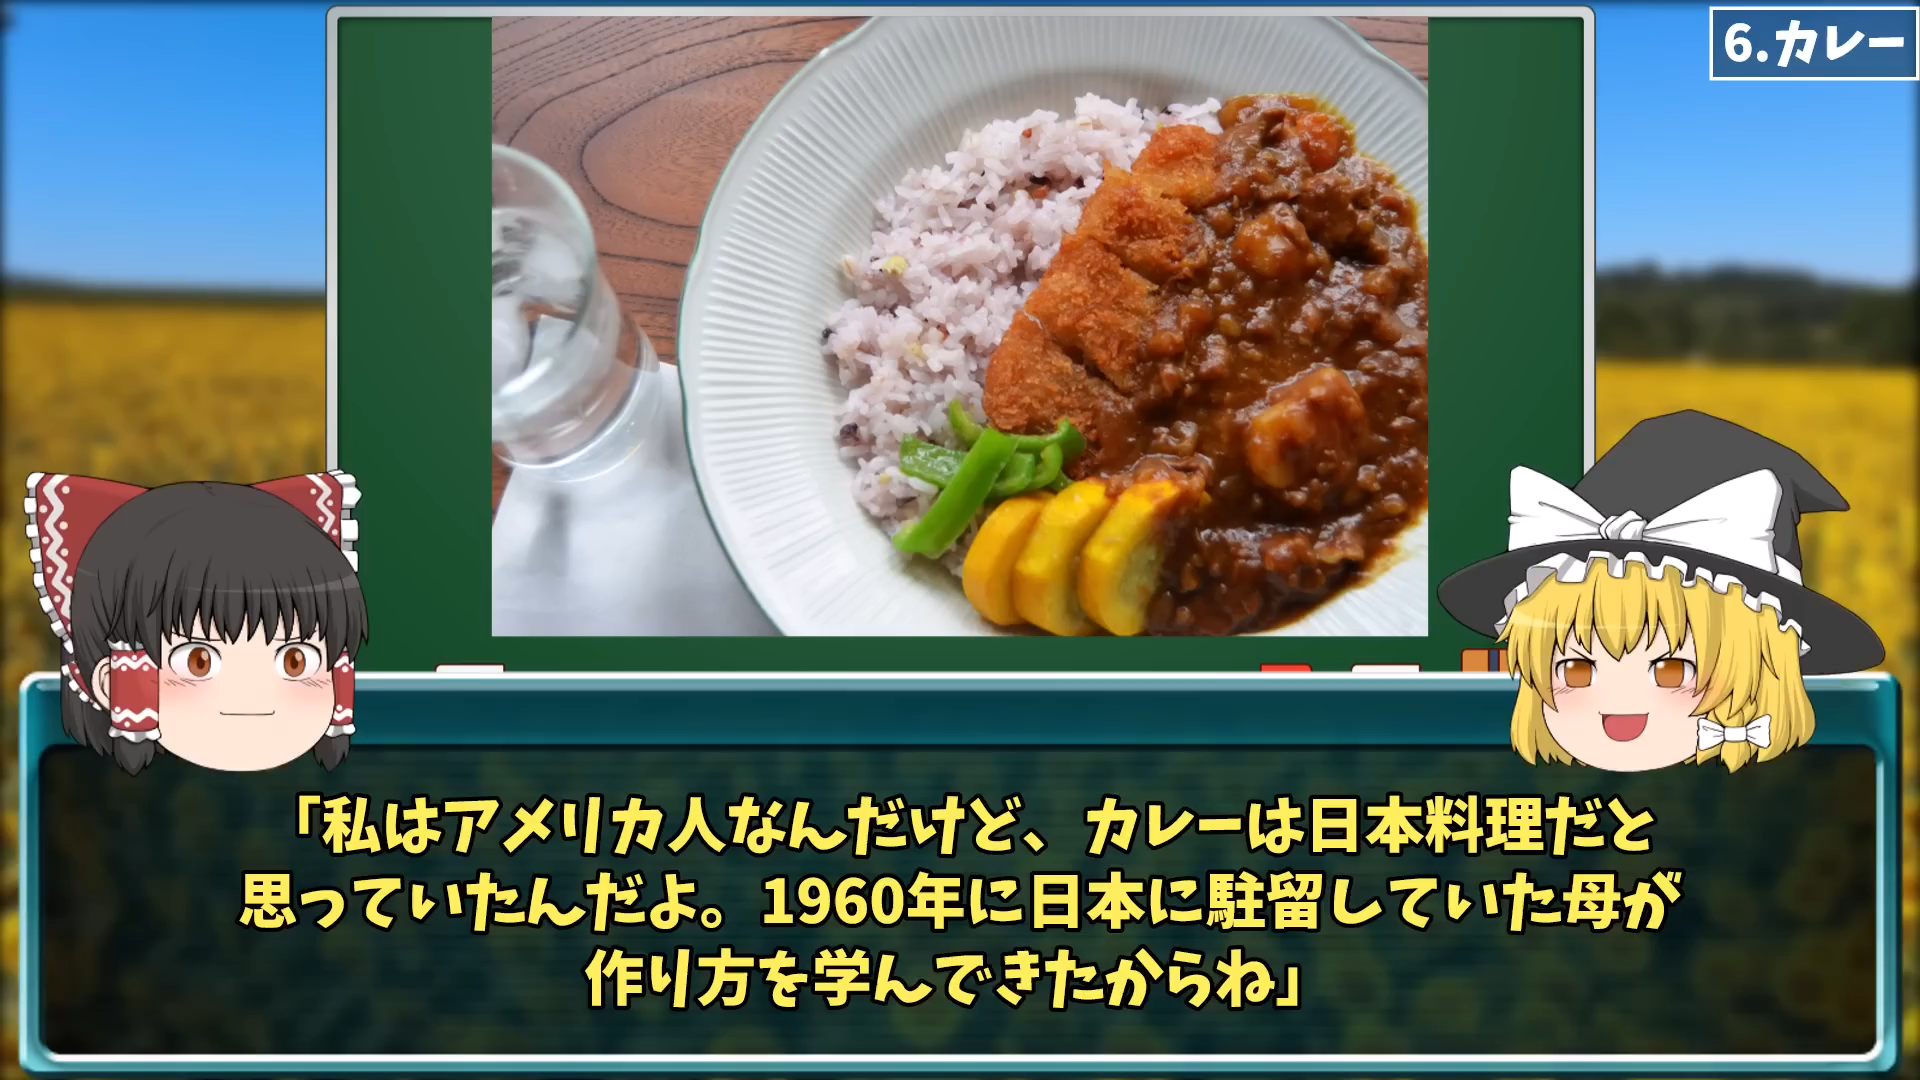 6.カレー
「私はアメリカ人なんだけど、カレーは日本料理だと
思っていたんだよ。1960年に日本に駐留していた母が
作り方を学んできたからね」